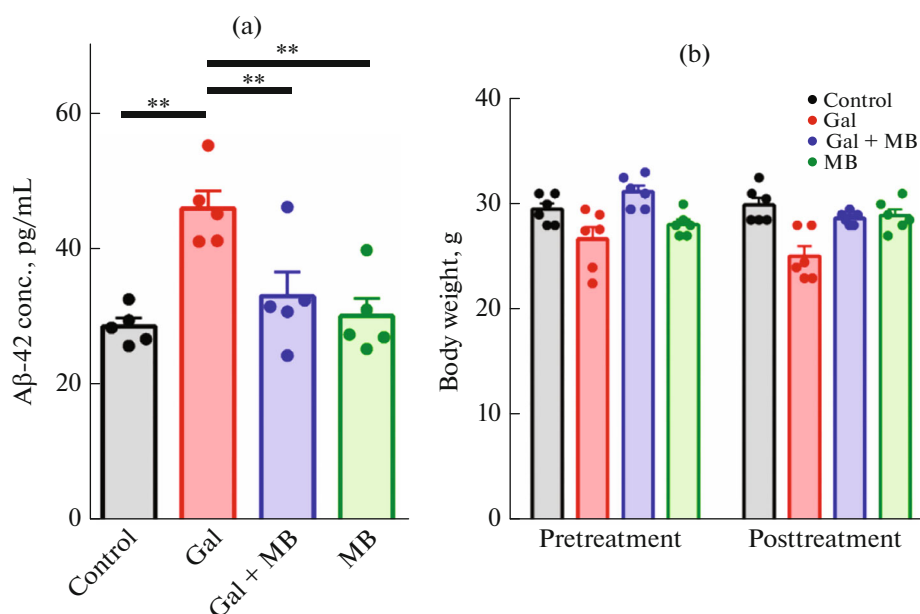 (a)
**
**
**
60
40
20
0
Aβ-42 conc., pg/mL
Control
Gal
Gal + MB
MB
(b)
Control
Gal
Gal + MB
MB
40
30
20
10
0
Body weight, g
Pretreatment
Posttreatment